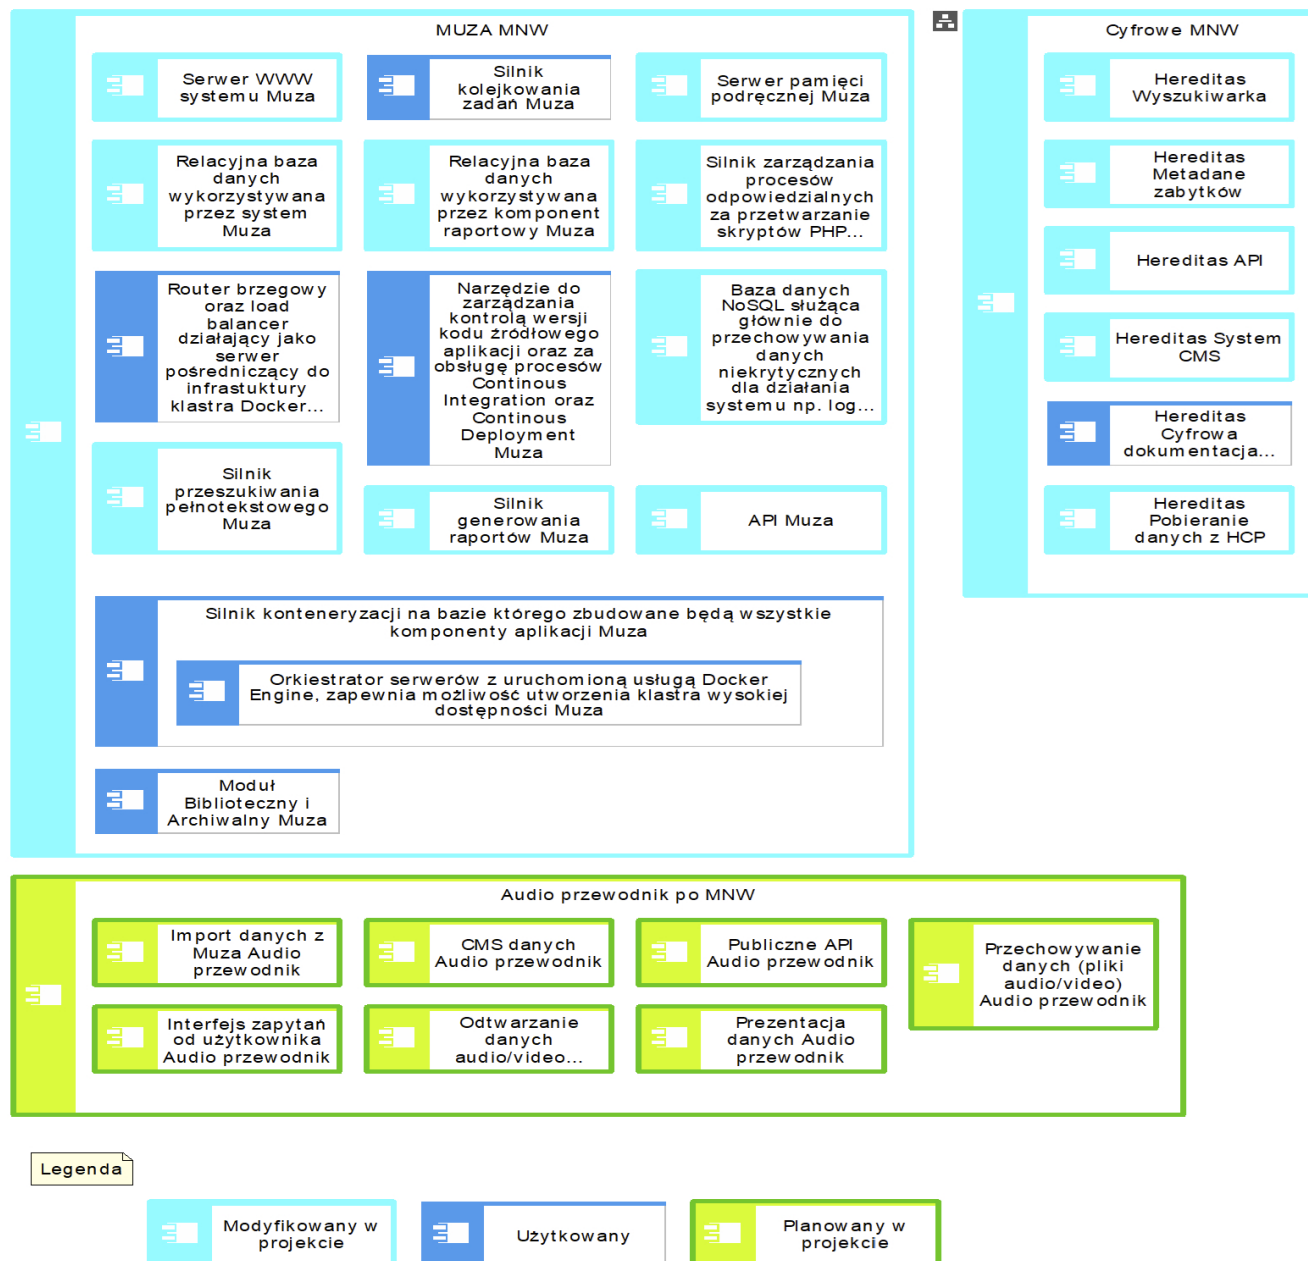 MUZA MNW
Serwer WWW
systemu Muza
Silnik
kolejkowania
zadań Muza
Serwer pamięci
podręcznej Muza
Relacyjna baza
danych
wykorzystywana
przez system
Muza
Relacyjna baza
danych
wykorzystywana
przez komponent
raportowy Muza
Silnik zarządzania
procesów
odpowiedzialnych
za przetwarzanie
skryptów PHP...
Router brzegowy
oraz load
balancer
działający jako
serwer
pośredniczący do
infrastuktury
klastra Docker...
Narzędzie do
zarządzania
kontrolą wersji
kodu źródłowego
aplikacji oraz za
obsługę procesów
Continous
Integration oraz
Continous
Deployment
Muza
Baza danych
NoSQL służąca
głównie do
przechowywania
danych
niekrytycznych
dla działania
systemu np. log...
Silnik
przeszukiwania
pełnotekstowego
Muza
Silnik
generowania
raportów Muza
API Muza
Silnik konteneryzacji na bazie którego zbudowane będą wszystkie
komponenty aplikacji Muza
Orkiestrator serwerów z uruchomioną usługą Docker
Engine, zapewnia możliwość utworzenia klastra wysokiej
dostępności Muza
Moduł
Biblioteczny i
Archiwalny Muza
Cyfrowe MNW
Hereditas
Wyszukiwarka
Hereditas
Metadane
zabytków
Hereditas API
Hereditas System
CMS
Hereditas
Cyfrowa
dokumentacja...
Hereditas
Pobieranie
danych z HCP
Audio przewodnik po MNW
Import danych z
Muza Audio
przewodnik
CMS danych
Audio przewodnik
Publiczne API
Audio przewodnik
Przechowywanie
danych (pliki
audio/video)
Audio przewodnik
Interfejs zapytań
od użytkownika
Audio przewodnik
Odtwarzanie
danych
audio/video...
Prezentacja
danych Audio
przewodnik
Legenda
Modyfikowany w
projekcie
Użytkowany
Planowany w
projekcie